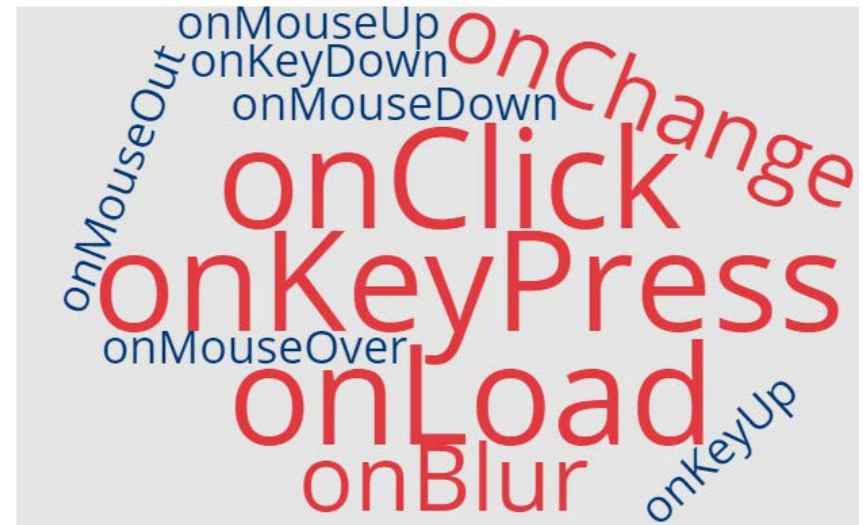 onMouseUp
onChange
onKeyDown
onMouseOut
onMouseDown
onClick
onKeyPress
onMouseOver
onLoad
onKeyUp
onBlur